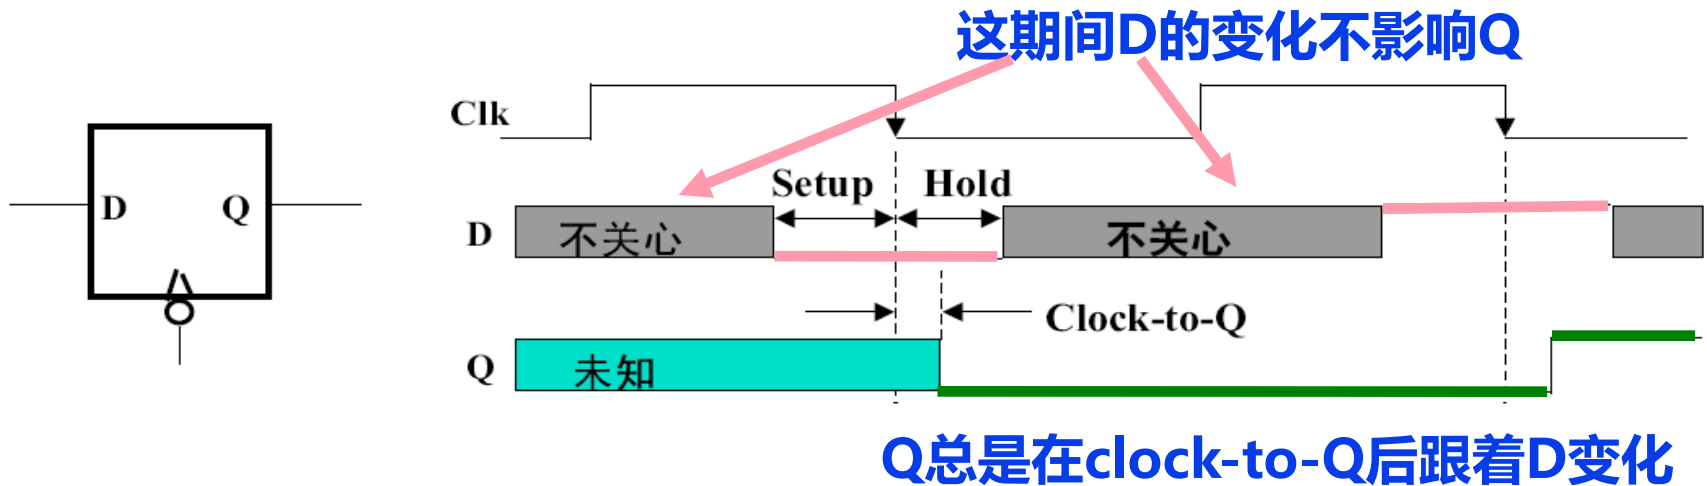 这期间D的变化不影响Q
Clk
Setup Hold
D Q
D 不关心 不关心
Clock-to-Q
Q 未知
Q总是在clock-to-Q后跟着D变化